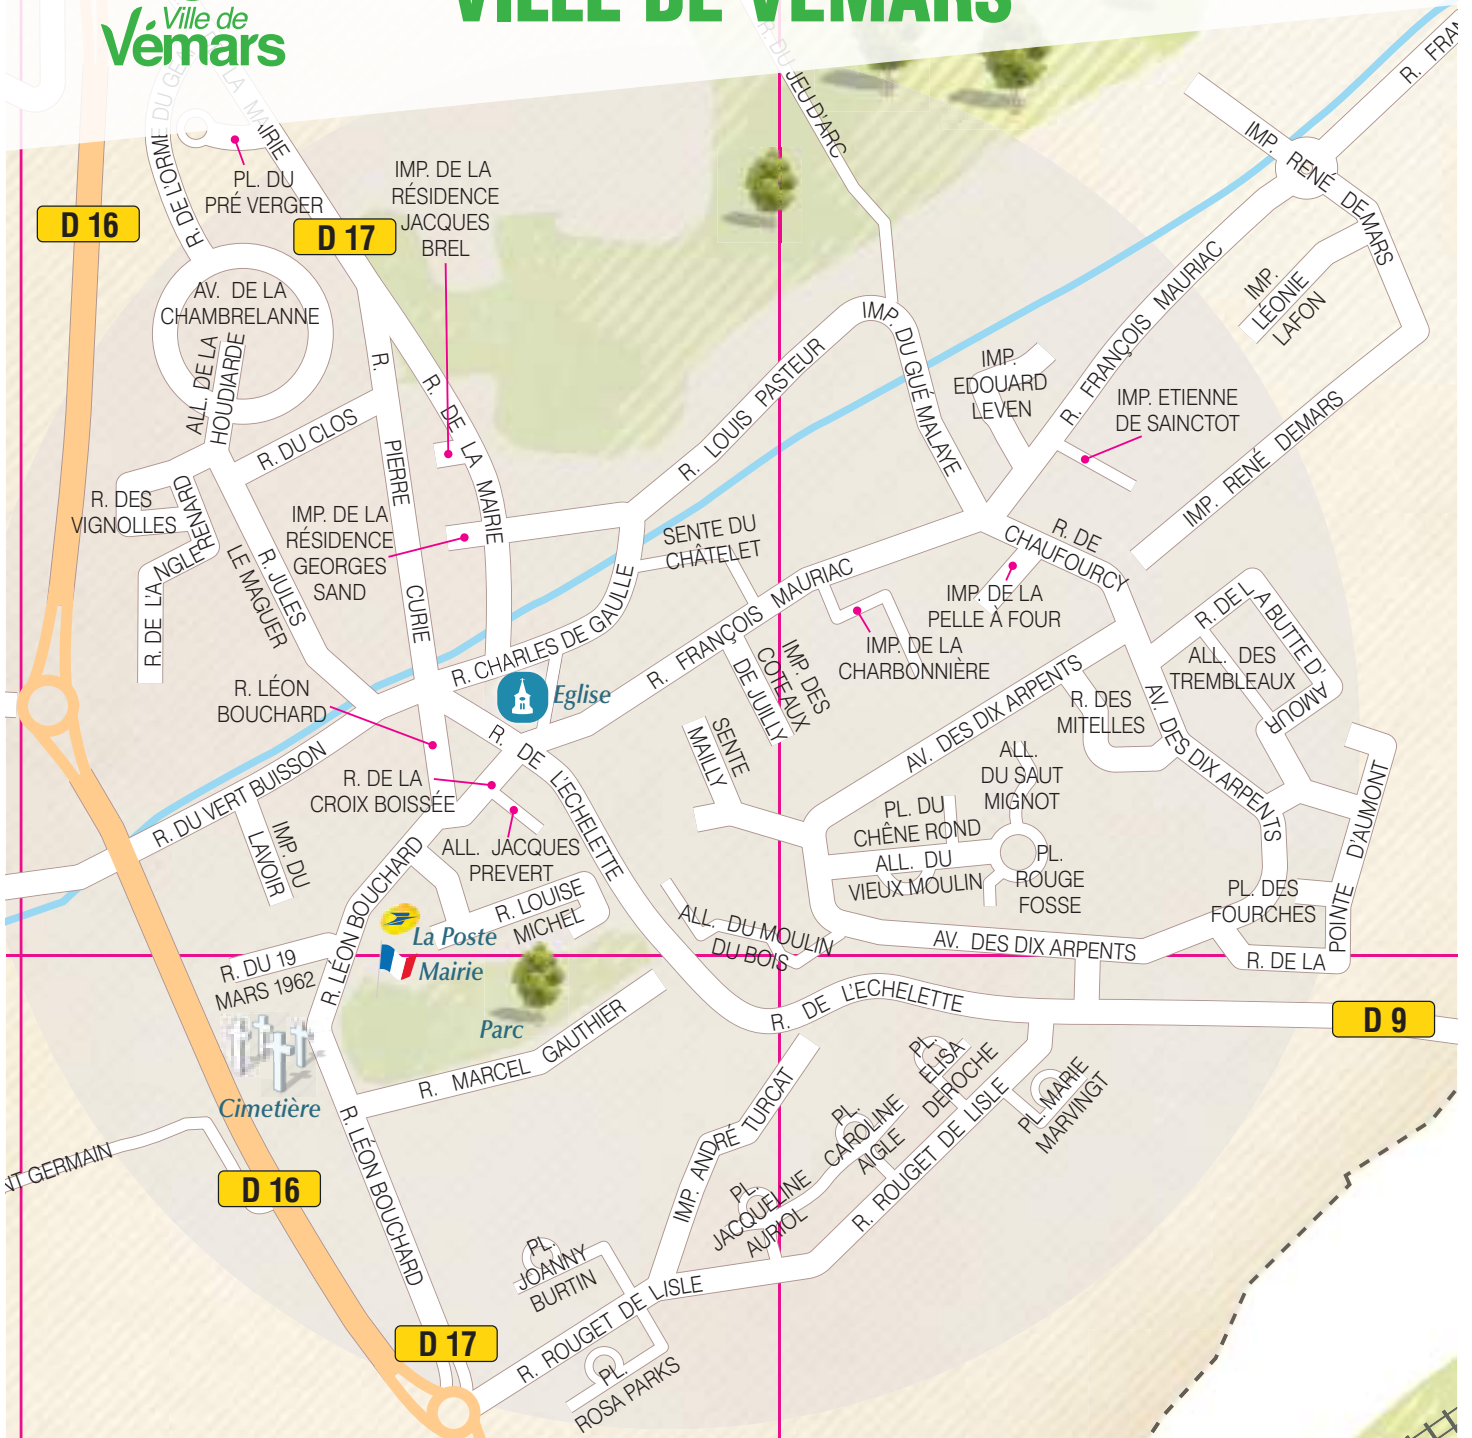 VILLE DE VÉMARS
Ville de
Vémars
R. DU JEU D'ARC
R. FRAN
R. DE L'ORME DU GE
LA MAIRIE
PL. DU
PRÉ VERGER
IMP. DE LA
RÉSIDENCE
JACQUES
BREL
D 16
D 17
IMP. RENÉ DEMARS
IMP.
LÉONIE
LAFON
AV. DE LA
CHAMBRELANNE
ALL. DE LA
HOUDIARDE
R. PIERRE CURIE
R. DE LA MAIRIE
R. LOUIS PASTEUR
IMP. DU GUÉ MALAYE
IMP.
EDOUARD
LEVEN
R. FRANÇOIS MAURIAC
IMP. ETIENNE
DE SAINCTOT
IMP. RENÉ DEMARS
R. DU CLOS
R. DES
VIGNOLLES
R. DE L'ANGLE RENARD
R. JULES
LE MAGUER
IMP. DE LA
RÉSIDENCE
GEORGES
SAND
SENTE DU
CHÂTELET
R. DE
CHAUFOURCY
IMP. DE LA
PELLE À FOUR
R. CHARLES DE GAULLE
R. FRANÇOIS MAURIAC
IMP. DE LA
CHARBONNIÈRE
IMP. DES
COTEAUX
DE JUILLY
R. DE LA BUTTE D'AMOUR
ALL. DES
TREMBLEAUX
R. LÉON
BOUCHARD
Eglise
SENTE
MAILLY
AV. DES DIX ARPENTS
R. DES
MITELLES
AV. DES DIX ARPENTS
R. DU VERT BUISSON
R. DE LA
CROIX BOISSÉE
R. DE L'ECHELETTE
ALL.
DU SAUT
MIGNOT
PL. DU
CHÊNE ROND
IMP. DU
LAVOIR
ALL. JACQUES
PREVERT
ALL. DU
VIEUX MOULIN
PL.
ROUGE
FOSSE
PL. DES
FOURCHES
R. DE LA POINTE D'AUMONT
R. LÉON BOUCHARD
R. LOUISE
MICHEL
La Poste
Mairie
ALL. DU MOULIN
DU BOIS
AV. DES DIX ARPENTS
R. DU 19
MARS 1962
Parc
R. DE L'ECHELETTE
D 9
Cimetière
R. MARCEL GAUTHIER
PL.
ELISA
DEROCHE
PL. MARIE
MARVINGT
PL.
CAROLINE
AIGLE
NT GERMAIN
D 16
R. LÉON BOUCHARD
IMP. ANDRÉ TURCAT
PL.
JACQUELINE
AURIOL
R. ROUGET DE LISLE
PL.
JOANNY
BURTIN
D 17
R. ROUGET DE LISLE
PL.
ROSA PARKS